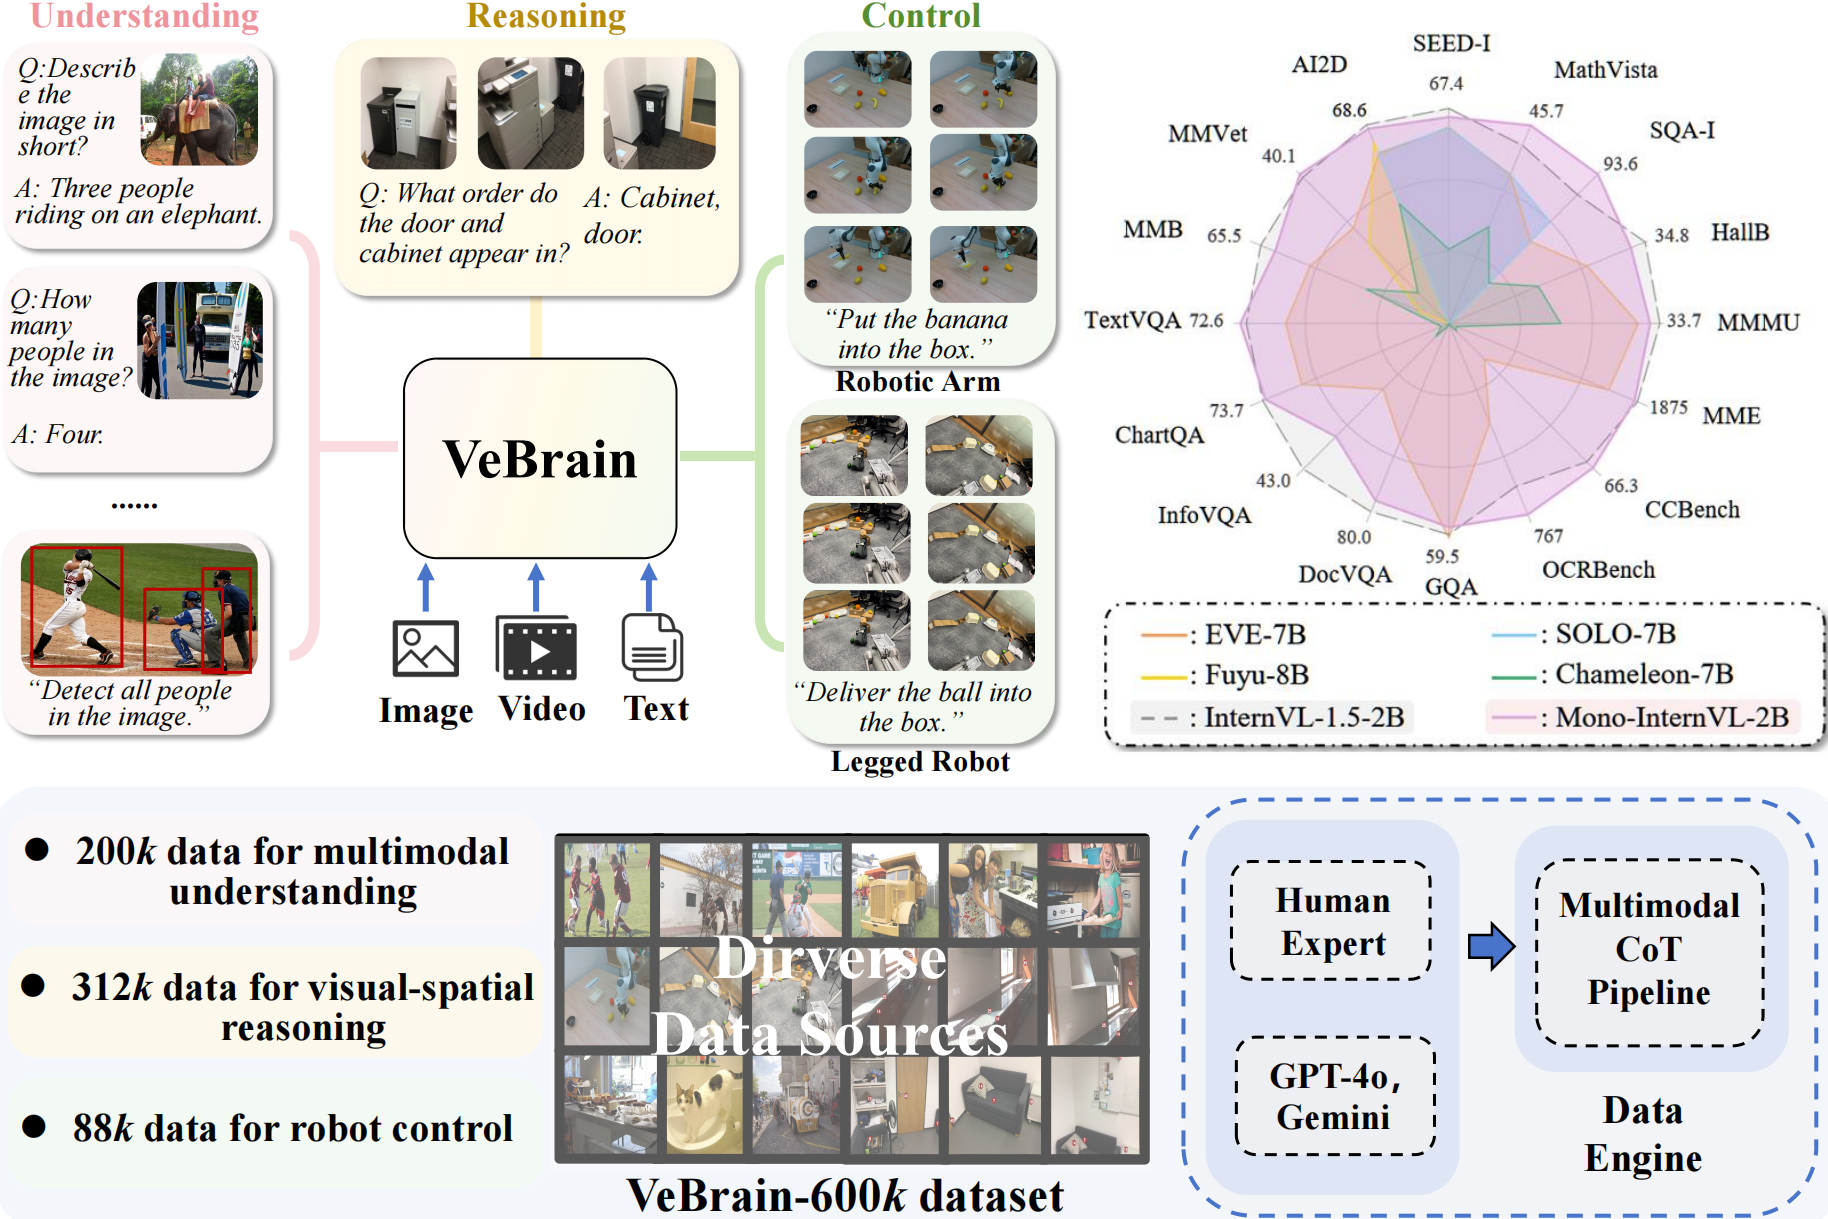 Understanding
Q:Describ
e the
image in
short?
A: Three people
riding on an elephant.
Q:How
many
people in
the image?
A: Four.
......
“Detect all people
in the image.”
Reasoning
Q: What order do
the door and
cabinet appear in?
A: Cabinet,
door.
VeBrain
Image
Video
Text
Control
“Put the banana
into the box.”
Robotic Arm
“Deliver the ball into
the box.”
Legged Robot
SEED-I
67.4
MathVista
45.7
SQA-I
93.6
HallB
34.8
MMMU
33.7
MME
1875
CCBench
66.3
OCRBench
767
GQA
59.5
DocVQA
80.0
InfoVQA
43.0
ChartQA
73.7
TextVQA
72.6
MMB
65.5
MMVet
40.1
AI2D
68.6
: EVE-7B
: SOLO-7B
: Fuyu-8B
: Chameleon-7B
: InternVL-1.5-2B
: Mono-InternVL-2B
● 200k data for multimodal
understanding
● 312k data for visual-spatial
reasoning
● 88k data for robot control
Dirverse
Data Sources
VeBrain-600k dataset
Human
Expert
GPT-4o,
Gemini
Multimodal
CoT
Pipeline
Data
Engine